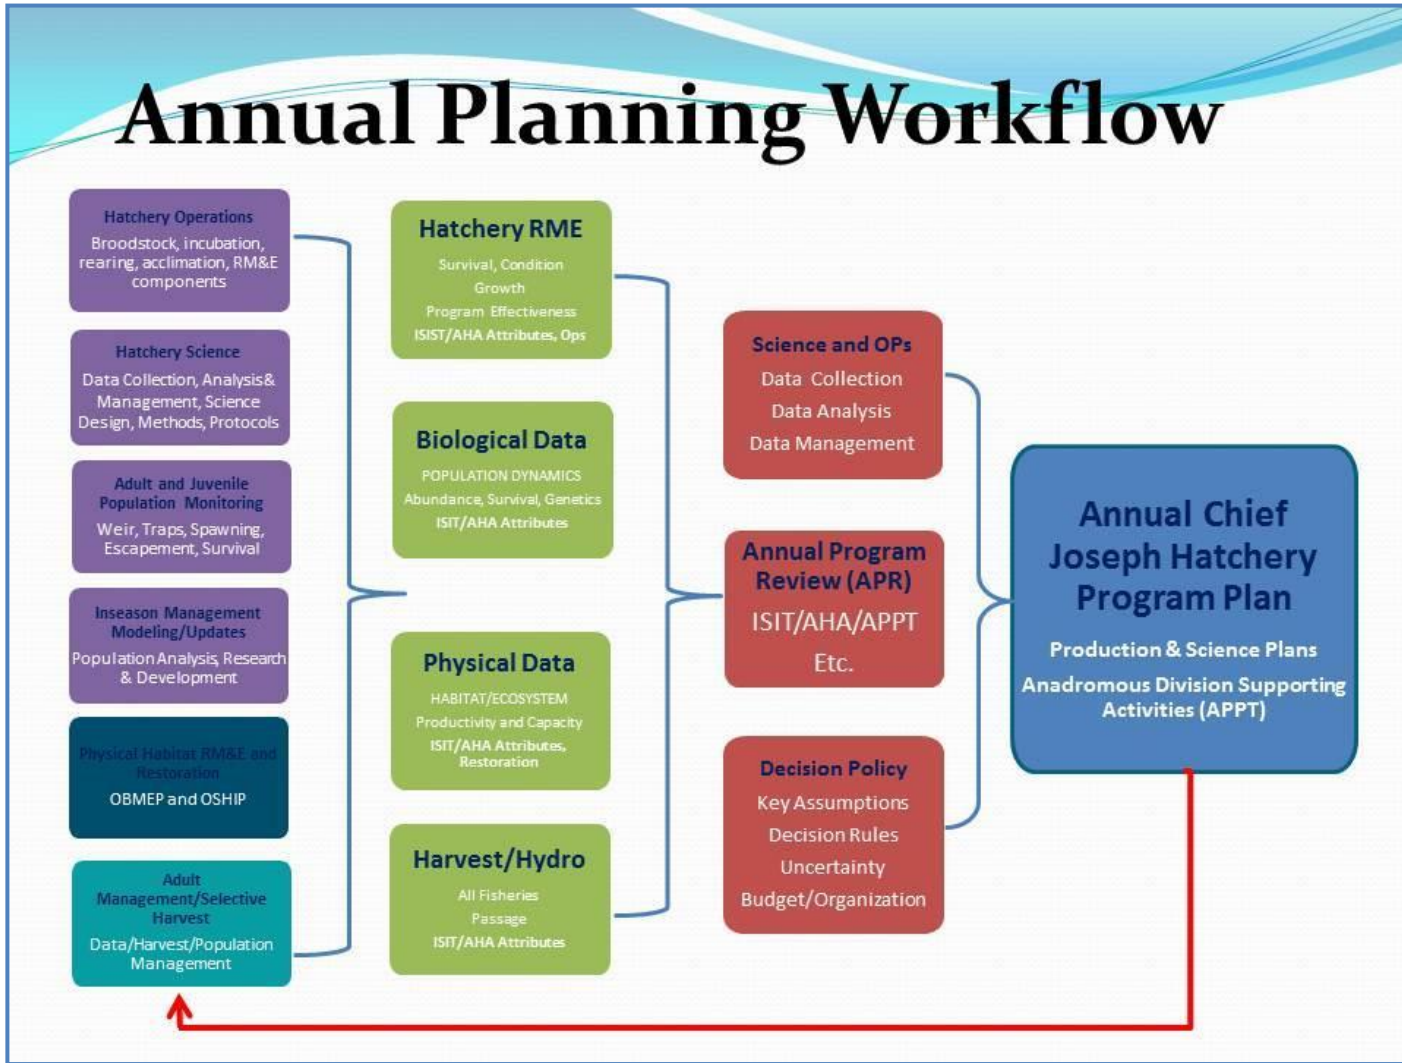 Annual Planning Workflow
Hatchery Operations
Broodstock, incubation,
rearing, acclimation, RM&E
components
Hatchery Science
Data Collection, Analysis&
Management, Science
Design, Methods, Protocols
Adult and Juvenile
Population Monitoring
Weir, Traps, Spawning,
Escapement, Survival
Inseason Management
Modeling/Updates
Population Analysis, Research
& Development
Physical Habitat RM&E and
Restoration
OBMEP and OSHIP
Adult
Management/Selective
Harvest
Data/Harvest/Population
Management
Hatchery RME
Survival, Condition
Growth
Program Effectiveness
ISIST/AHA Attributes, Ops
Biological Data
POPULATION DYNAMICS
Abundance, Survival, Genetics
ISIT/AHA Attributes
Physical Data
HABITAT/ECOSYSTEM
Productivity and Capacity
ISIT/AHA Attributes,
Restoration
Harvest/Hydro
All Fisheries
Passage
ISIT/AHA Attributes
Science and OPs
Data Collection
Data Analysis
Data Management
Annual Program
Review (APR)
ISIT/AHA/APPT
Etc.
Decision Policy
Key Assumptions
Decision Rules
Uncertainty
Budget/Organization
Annual Chief
Joseph Hatchery
Program Plan
Production & Science Plans
Anadromous Division Supporting
Activities (APPT)